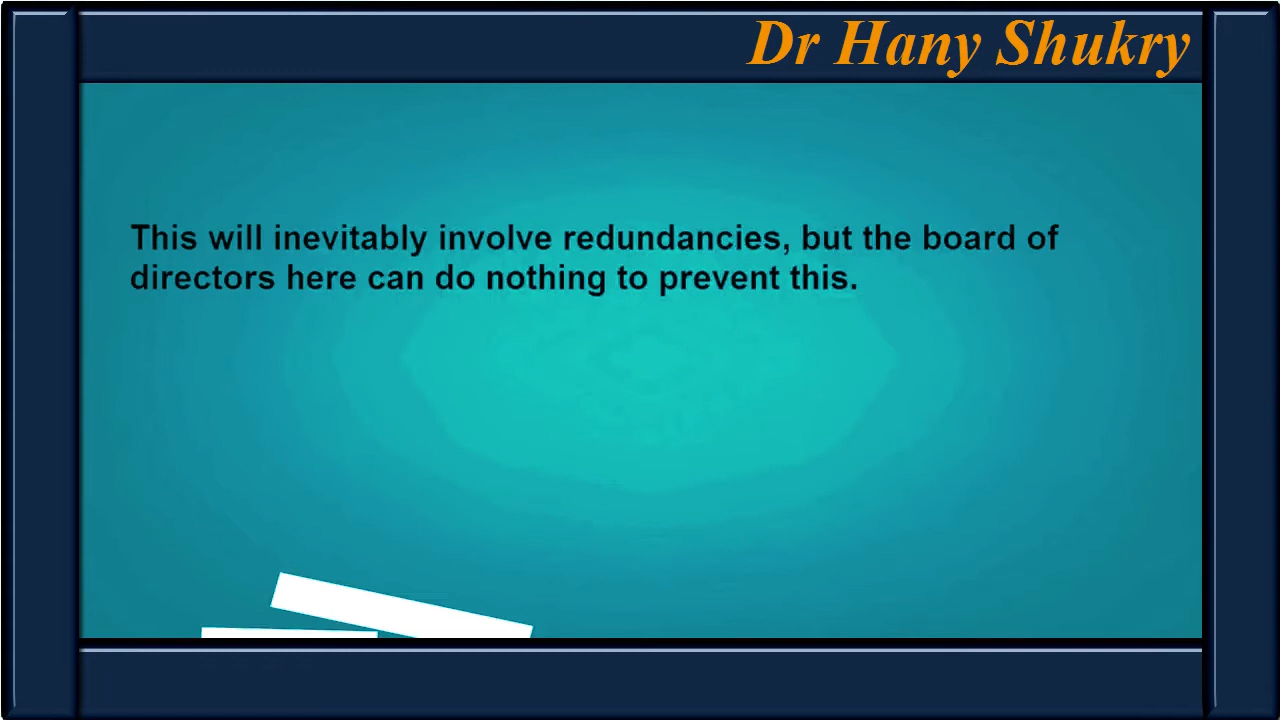 Dr Hany Shukry
This will inevitably involve redundancies, but the board of
directors here can do nothing to prevent this.